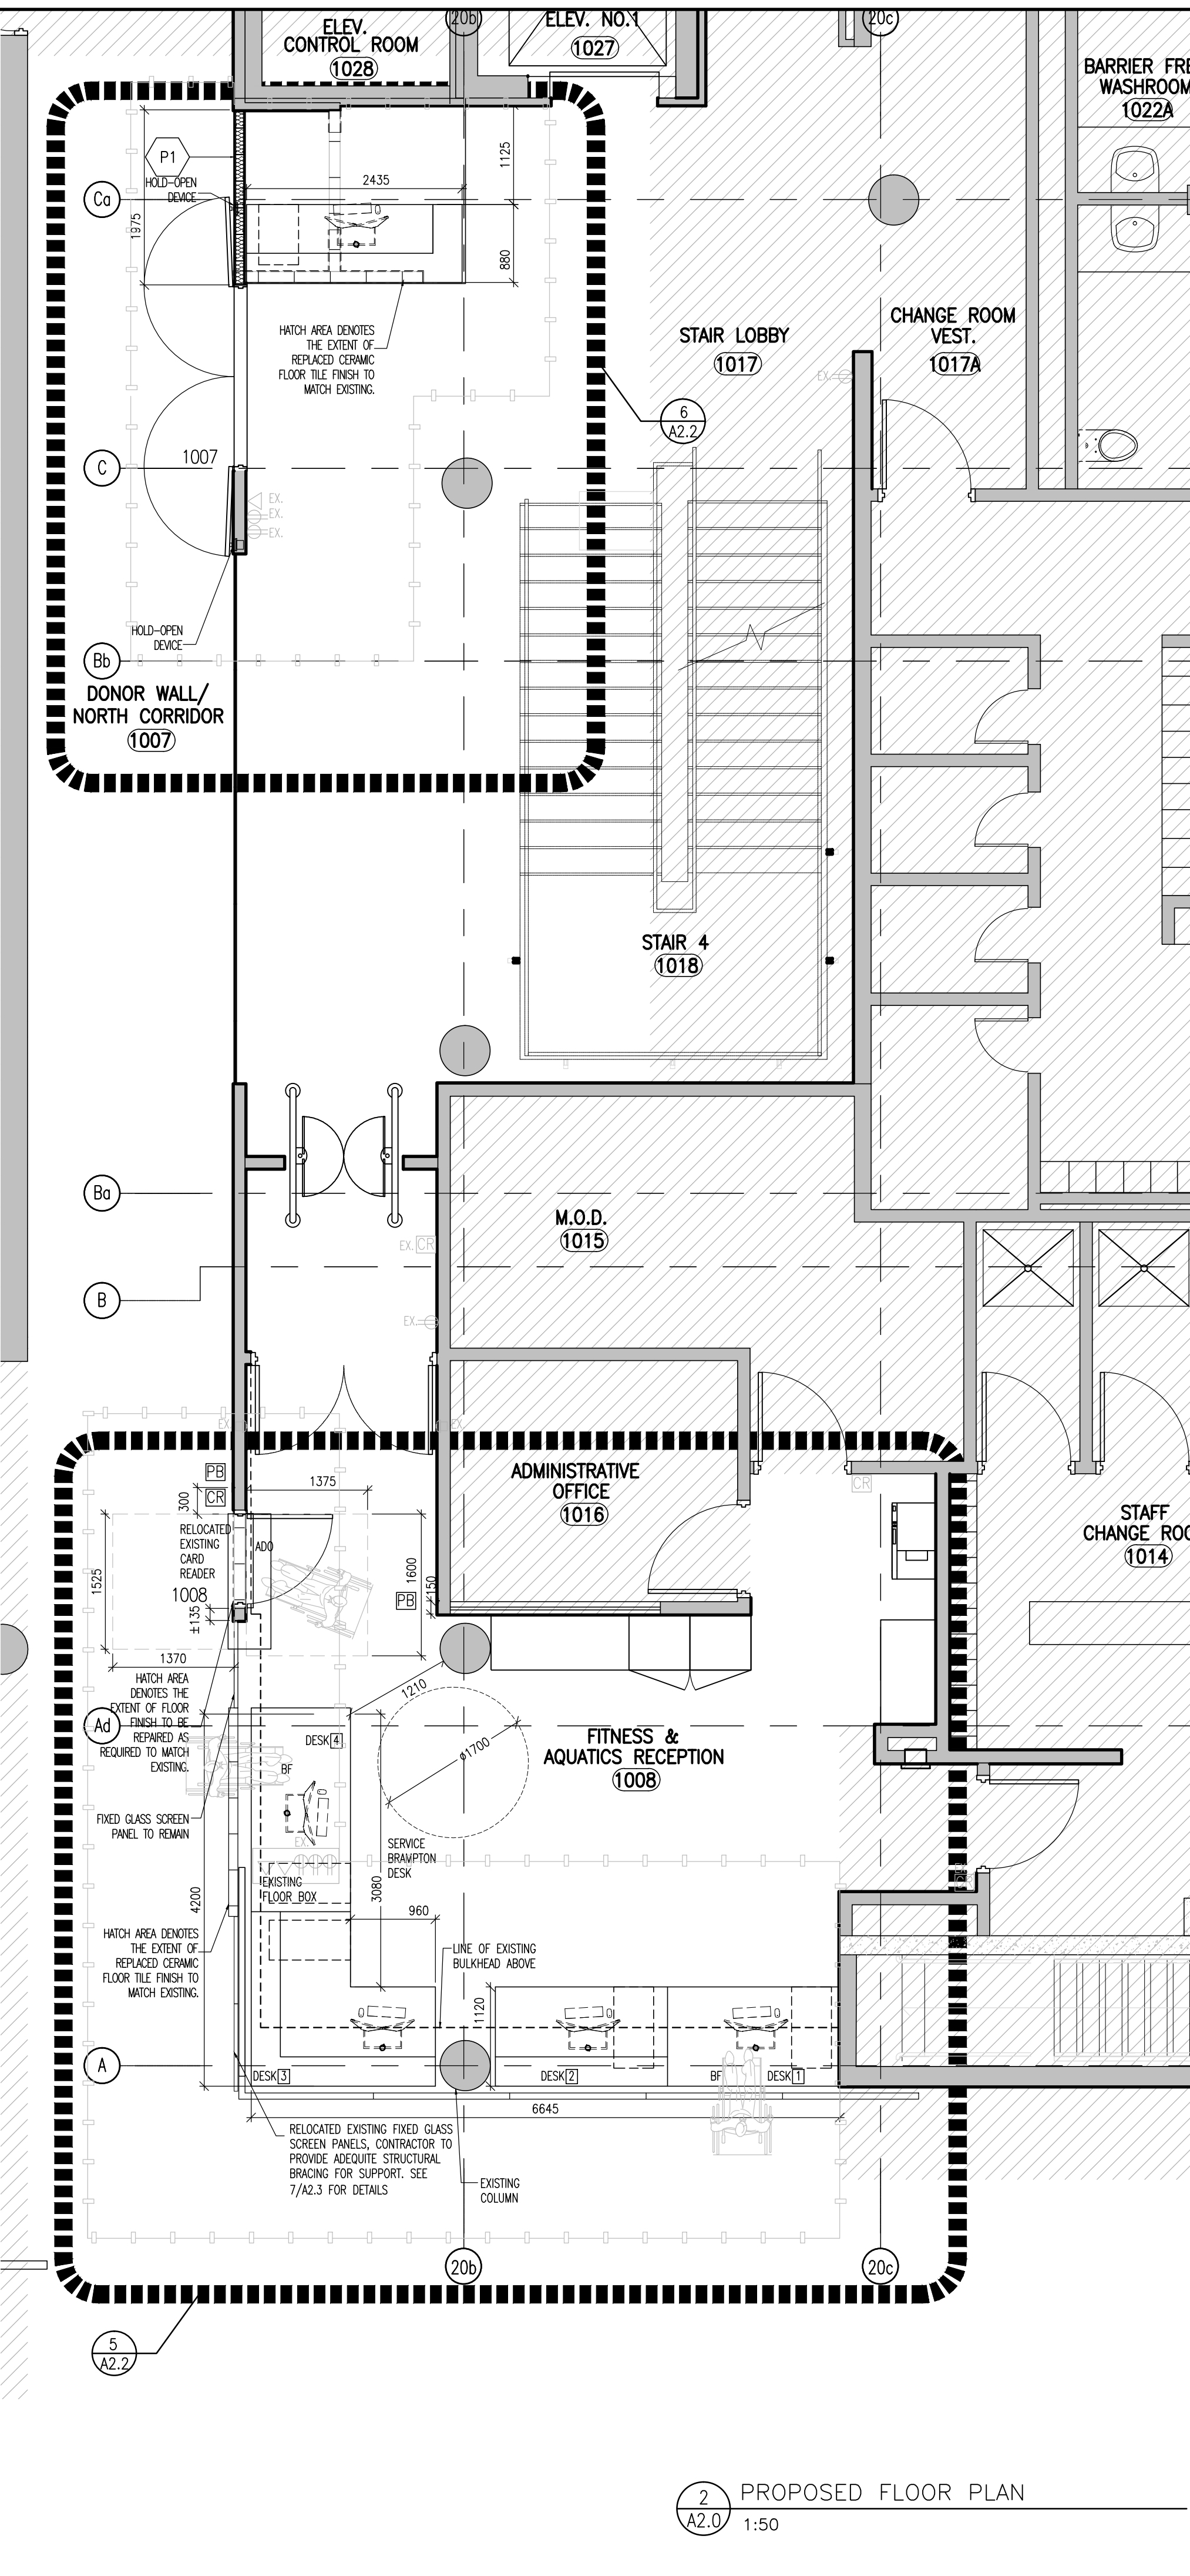 ELEV.
CONTROL ROOM
1028
20b
ELEV. NO.1
1027
20c
BARRIER FRE
WASHROOM
1022A
P1
HOLD-OPEN
DEVICE
Ca
1975
2435
1125
880
HATCH AREA DENOTES
THE EXTENT OF
REPLACED CERAMIC
FLOOR TILE FINISH TO
MATCH EXISTING.
STAIR LOBBY
1017
CHANGE ROOM
VEST.
1017A
EX.
6
A2.2
C
1007
EX.
EX.
EX.
HOLD-OPEN
DEVICE
Bb
DONOR WALL/
NORTH CORRIDOR
1007
STAIR 4
1018
Ba
M.O.D.
1015
EX. CR
B
EX.
EX.
EX.
PB
CR
300
1375
ADMINISTRATIVE
OFFICE
1016
CR
STAFF
CHANGE ROO
1014
RELOCATED
EXISTING
CARD
READER
ADO
1525
1600
1008
PB
150
±135
1370
HATCH AREA
DENOTES THE
EXTENT OF FLOOR
FINISH TO BE
REPAIRED AS
REQUIRED TO MATCH
EXISTING.
Ad
1210
DESK 4
BF
ø1700
FITNESS &
AQUATICS RECEPTION
1008
FIXED GLASS SCREEN
PANEL TO REMAIN
EX.
SERVICE
BRAMPTON
DESK
EXISTING
FLOOR BOX
4200
3080
960
HATCH AREA DENOTES
THE EXTENT OF
REPLACED CERAMIC
FLOOR TILE FINISH TO
MATCH EXISTING.
LINE OF EXISTING
BULKHEAD ABOVE
1120
A
DESK 3
DESK 2
BF
DESK 1
6645
RELOCATED EXISTING FIXED GLASS
SCREEN PANELS, CONTRACTOR TO
PROVIDE ADEQUITE STRUCTURAL
BRACING FOR SUPPORT. SEE
7/A2.3 FOR DETAILS
EXISTING
COLUMN
20b
20c
5
A2.2
2
A2.0
PROPOSED FLOOR PLAN
1:50